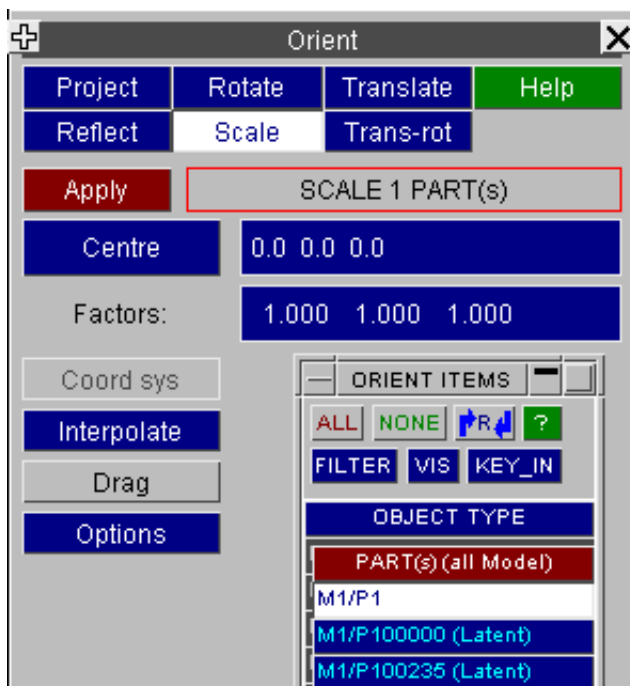 Orient
Project Rotate Translate Help
Reflect Scale Trans-rot
Apply SCALE 1 PART(s)
Centre 0.0 0.0 0.0
Factors: 1.000 1.000 1.000
Coord sys
Interpolate
Drag
Options
ORIENT ITEMS
ALL NONE R ?
FILTER VIS KEY_IN
OBJECT TYPE
PART(s) (all Model)
M1/P1
M1/P100000 (Latent)
M1/P100235 (Latent)